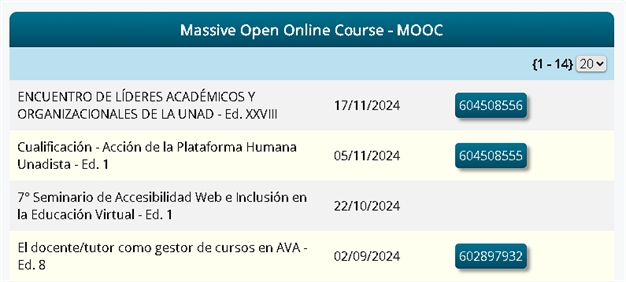 Massive Open Online Course - MOOC
{1 - 14} 20
ENCUENTRO DE LÍDERES ACADÉMICOS Y
ORGANIZACIONALES DE LA UNAD - Ed. XXVIII
17/11/2024
604508556
Cualificación - Acción de la Plataforma Humana
Unadista - Ed. 1
05/11/2024
604508555
7° Seminario de Accesibilidad Web e Inclusión en
la Educación Virtual - Ed. 1
22/10/2024
El docente/tutor como gestor de cursos en AVA -
Ed. 8
02/09/2024
602897932